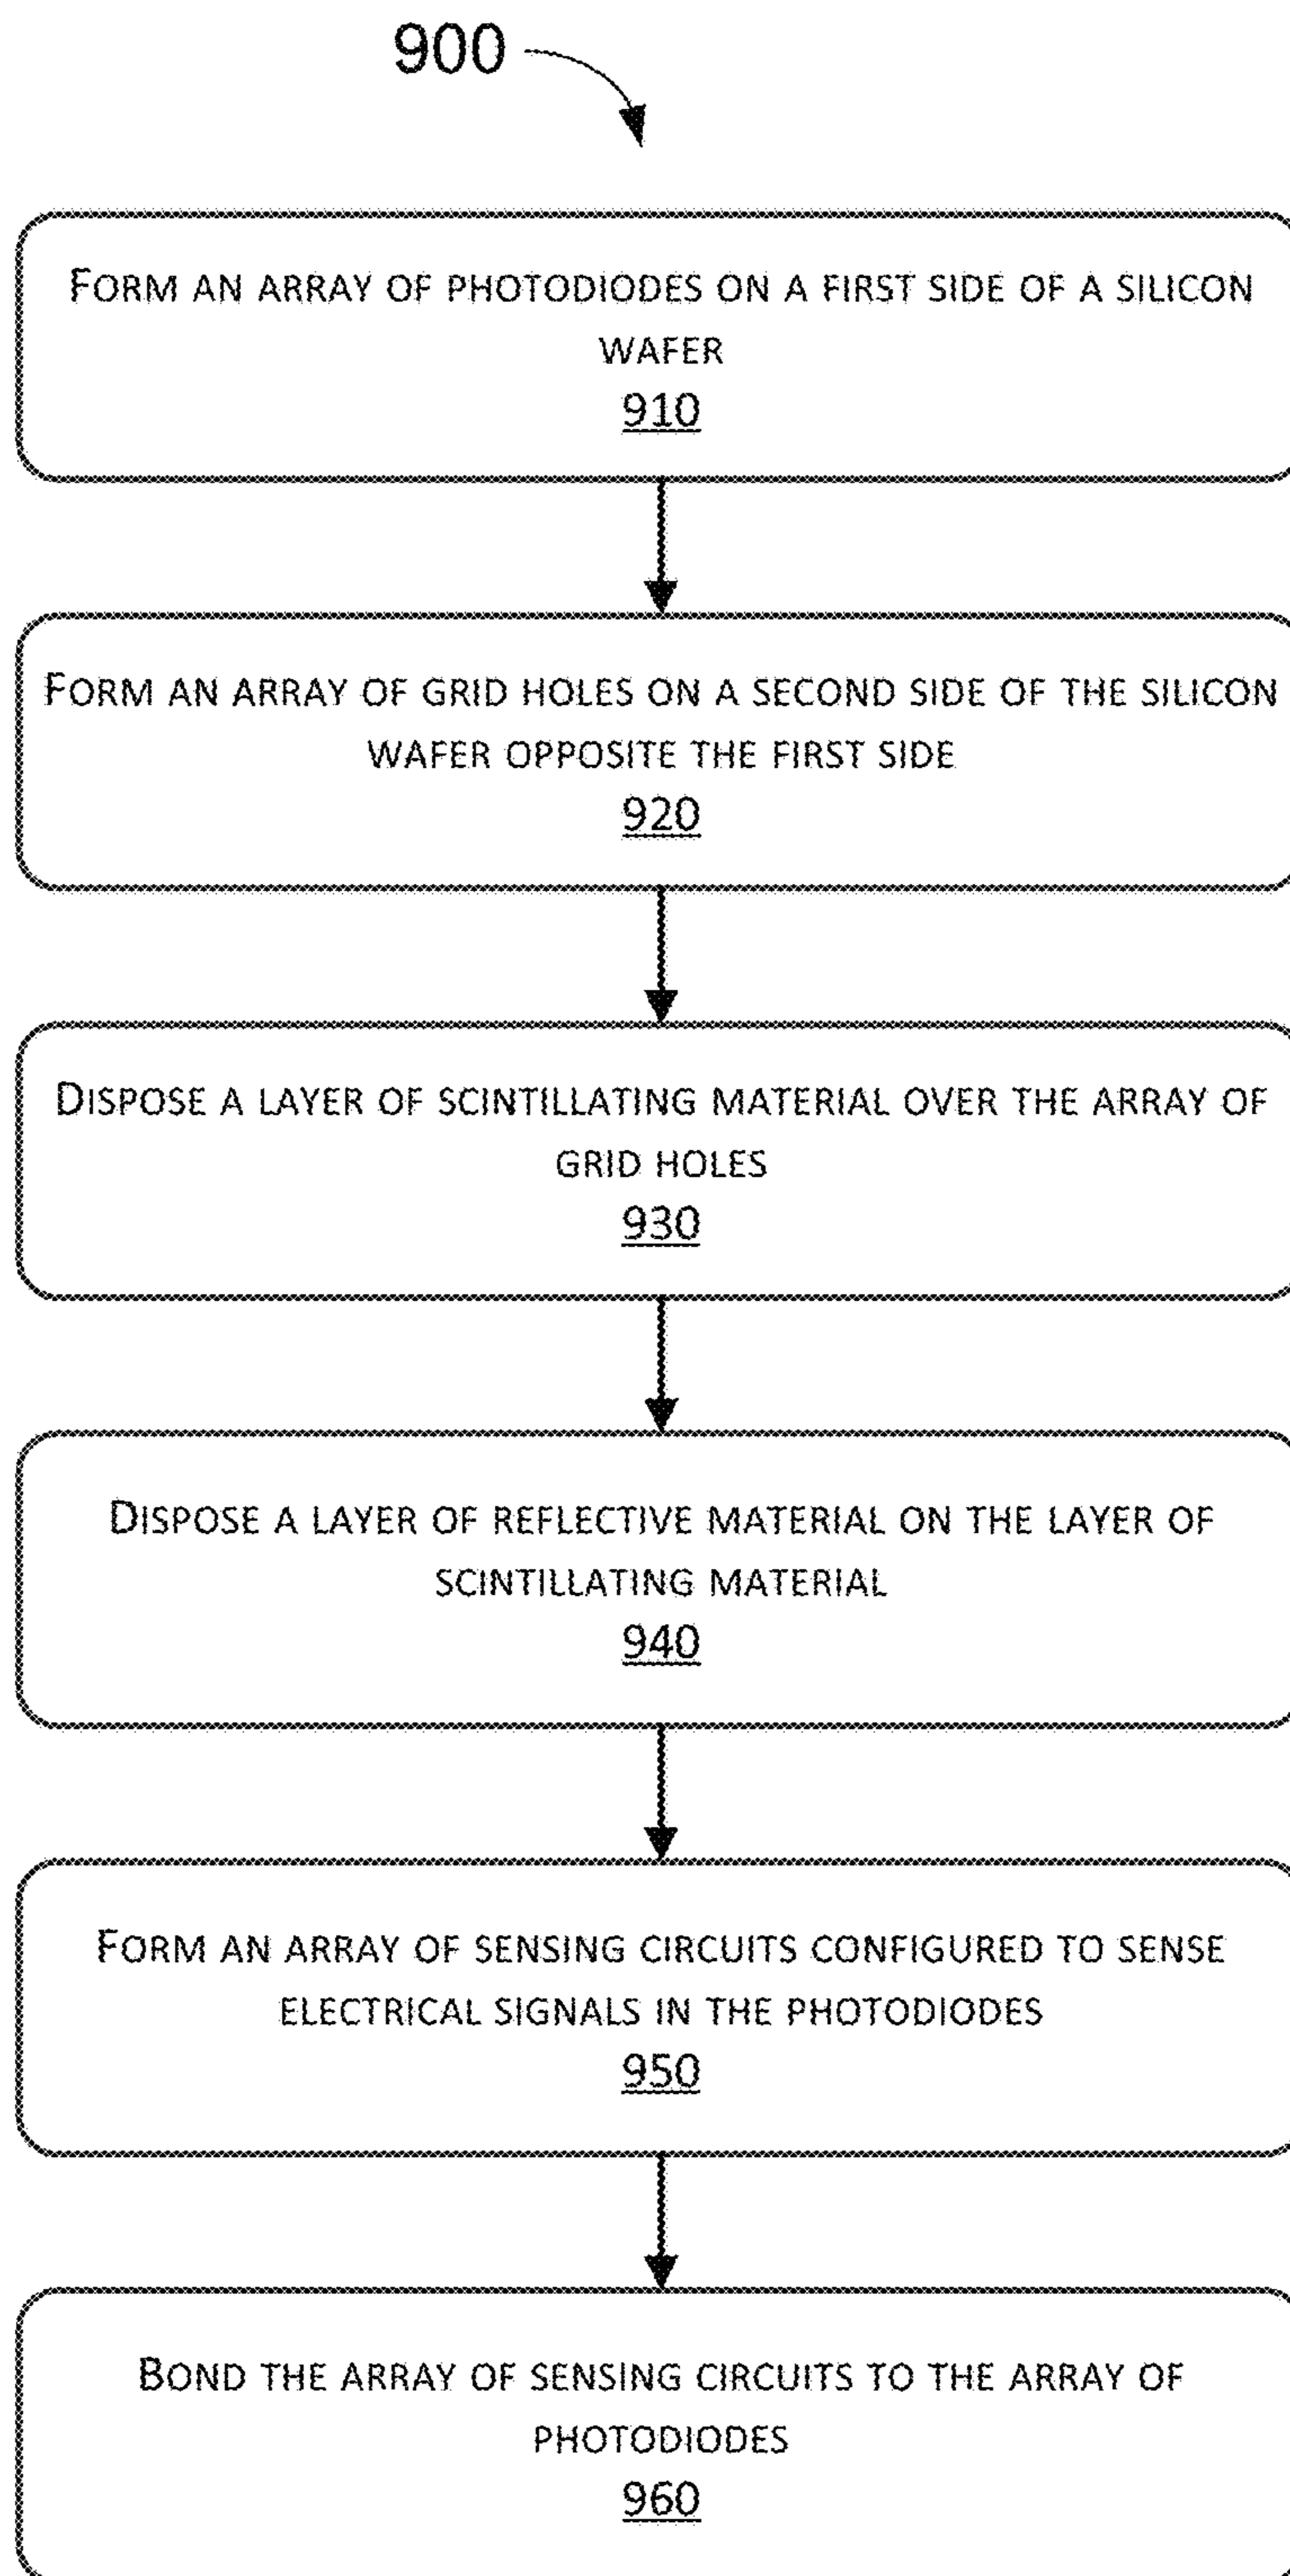 900
FORM AN ARRAY OF PHOTODIODES ON A FIRST SIDE OF A SILICON
WAFER
910
FORM AN ARRAY OF GRID HOLES ON A SECOND SIDE OF THE SILICON
WAFER OPPOSITE THE FIRST SIDE
920
DISPOSE A LAYER OF SCINTILLATING MATERIAL OVER THE ARRAY OF
GRID HOLES
930
DISPOSE A LAYER OF REFLECTIVE MATERIAL ON THE LAYER OF
SCINTILLATING MATERIAL
940
FORM AN ARRAY OF SENSING CIRCUITS CONFIGURED TO SENSE
ELECTRICAL SIGNALS IN THE PHOTODIODES
950
BOND THE ARRAY OF SENSING CIRCUITS TO THE ARRAY OF
PHOTODIODES
960